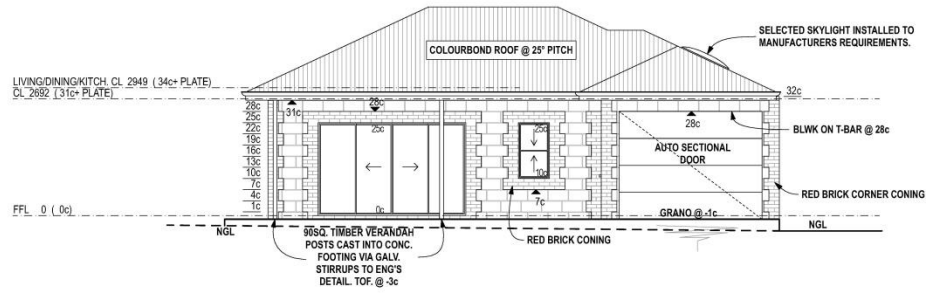 SELECTED SKYLIGHT INSTALLED TO
MANUFACTURERS REQUIREMENTS.
COLOURBOND ROOF @ 25° PITCH
LIVING/DINING/KITCH. CL 2949 ( 34c+ PLATE)
CL 2692 ( 31c+ PLATE)
32c
28c
25c
22c
19c
16c
13c
10c
7c
4c
1c
31c
28c
25c
0c
25c
10c
7c
28c
BLWK ON T-BAR @ 28c
AUTO SECTIONAL
DOOR
RED BRICK CORNER CONING
GRANO @ -1c
FFL 0 ( 0c)
NGL
NGL
90SQ. TIMBER VERANDAH
POSTS CAST INTO CONC.
FOOTING VIA GALV.
STIRRUPS TO ENG'S
DETAIL. TOF. @ -3c
RED BRICK CONING